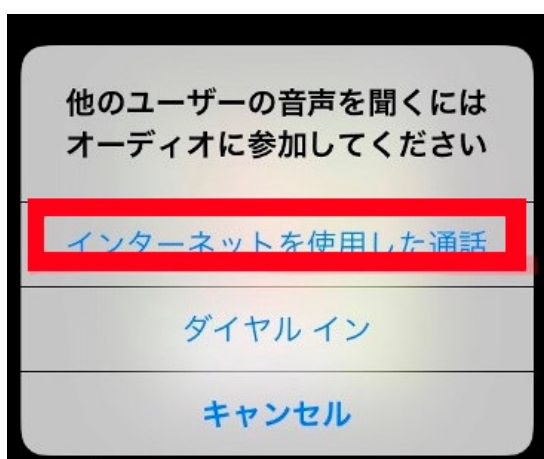 他のユーザーの音声を聞くには
オーディオに参加してください
インターネットを使用した通話
ダイヤル イン
キャンセル